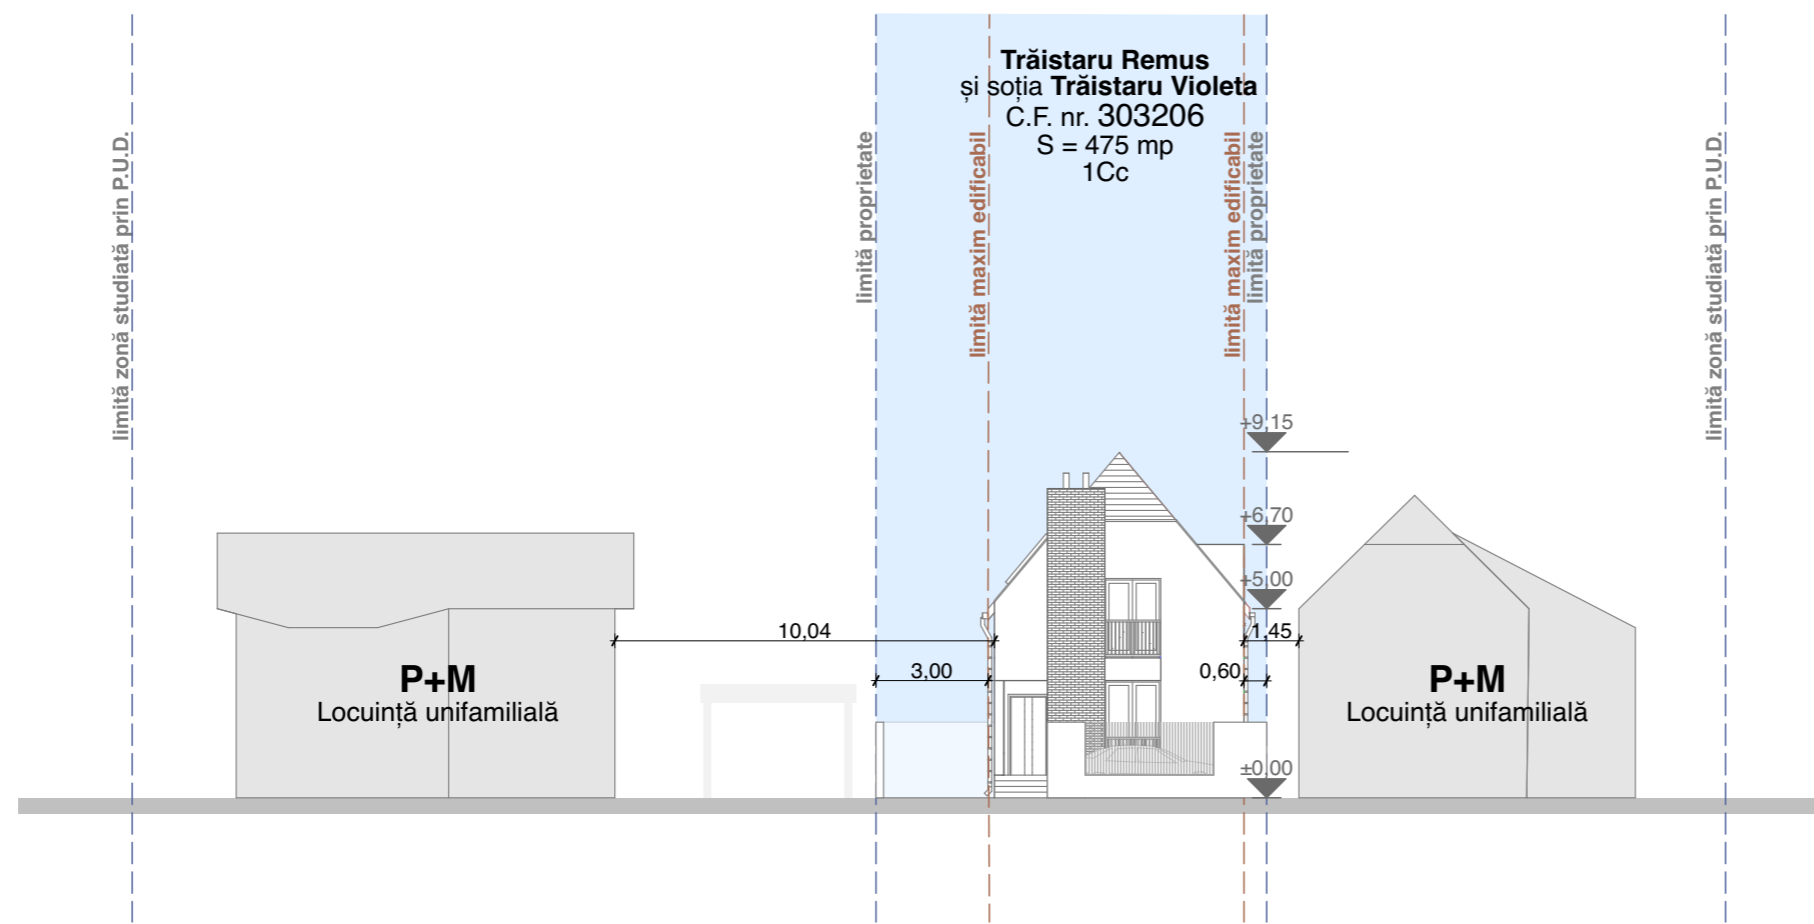 Trăistaru Remus
și soția Trăistaru Violeta
C.F. nr. 303206
S = 475 mp
1Cc
limită zonă studiată prin P.U.D.
limită proprietate
limită maxim edificabil
limită maxim edificabil
limită proprietate
limită zonă studiată prin P.U.D.
+9,15
+6,70
+5,00
10,04
1,45
3,00
0,60
P+M
Locuință unifamilială
P+M
Locuință unifamilială
±0,00